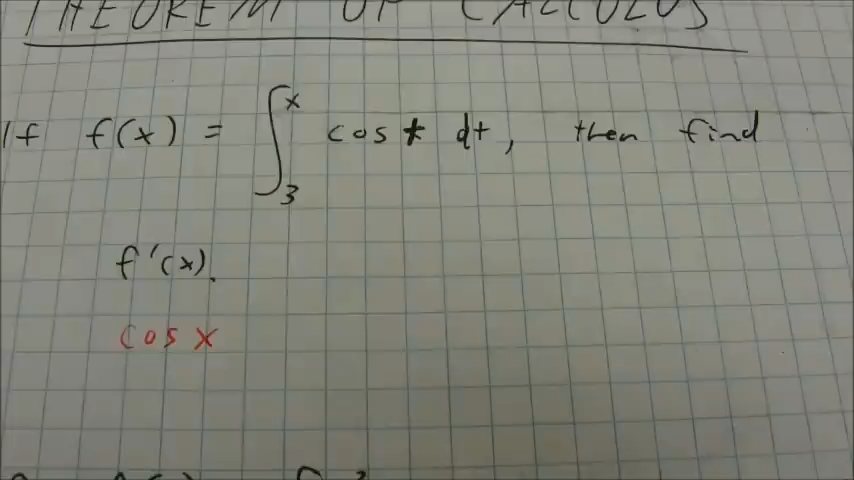 THEOREM OF CALCULUS
If f(x) = ∫₃ˣ cos t dt, then find
f'(x).
cos x